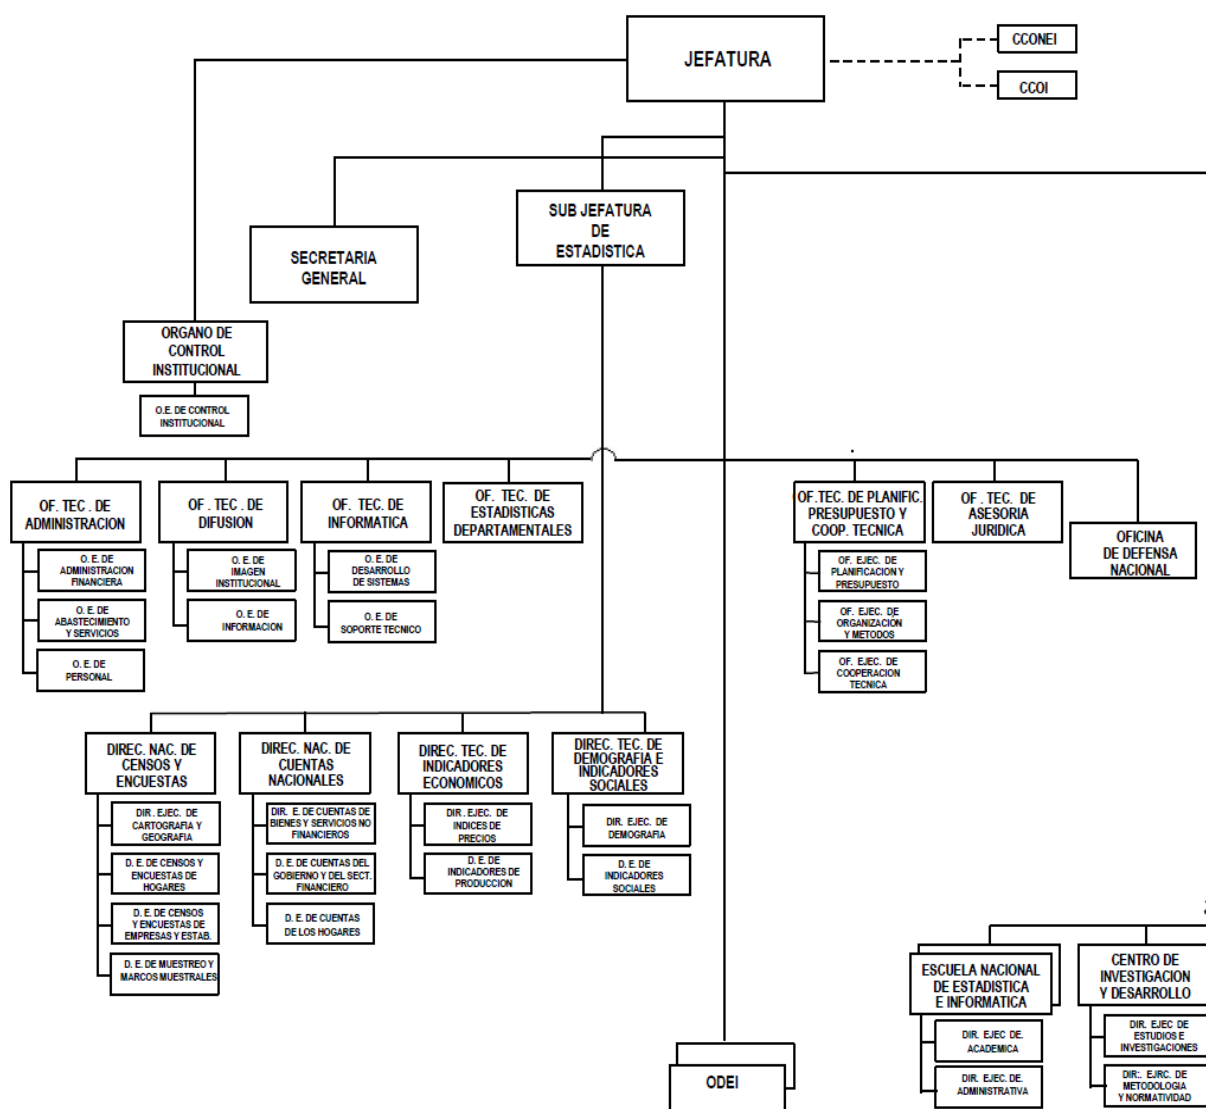 JEFATURA
CCONEI
CCOI
SUB JEFATURA
DE
ESTADISTICA
SECRETARIA
GENERAL
ORGANO DE
CONTROL
INSTITUCIONAL
O.E. DE CONTROL
INSTITUCIONAL
OF. TEC . DE
ADMINISTRACION
O. E. DE
ADMINISTRACION
FINANCIERA
O. E. DE
ABASTECIMIENTO
Y SERVICIOS
O. E. DE
PERSONAL
OF . TEC . DE
DIFUSION
O. E. DE
IMAGEN
INSTITUCIONAL
O. E. DE
INFORMACION
OF. TEC. DE
INFORMATICA
O. E. DE
DESARROLLO
DE SISTEMAS
O. E. DE
SOPORTE TECNICO
OF. TEC. DE
ESTADISTICAS
DEPARTAMENTALES
OF.TEC. DE PLANIFIC.
PRESUPUESTO Y
COOP. TECNICA
OF. EJEC. DE
PLANIFICACION Y
PRESUPUESTO
OF. EJEC. DE
ORGANIZACIÓN
Y METODOS
OF. EJEC. DE
COOPERACION
TECNICA
OF . TEC. DE
ASESORIA
JURIDICA
OFICINA
DE DEFENSA
NACIONAL
DIREC. NAC. DE
CENSOS Y
ENCUESTAS
DIR. EJEC. DE
CARTOGRAFIA Y
GEOGRAFIA
D. E. DE CENSOS Y
ENCUESTAS DE
HOGARES
D. E. DE CENSOS
Y ENCUESTAS DE
EMPRESAS Y ESTAB.
D. E. DE MUESTREO Y
MARCOS MUESTRALES
DIREC. NAC. DE
CUENTAS
NACIONALES
DIR. E. DE CUENTAS DE
BIENES Y SERVICIOS NO
FINANCIEROS
D. E. DE CUENTAS DEL
GOBIERNO Y DEL SECT.
FINANCIERO
D. E. DE CUENTAS
DE LOS HOGARES
DIREC. TEC. DE
INDICADORES
ECONOMICOS
DIR . EJEC. DE
INDICES DE
PRECIOS
D. E. DE
INDICADORES DE
PRODUCCION
DIREC. TEC. DE
DEMOGRAFIA E
INDICADORES
SOCIALES
DIR. EJEC. DE
DEMOGRAFIA
D. E. DE
INDICADORES
SOCIALES
ESCUELA NACIONAL
DE ESTADISTICA
E INFORMATICA
DIR. EJEC DE.
ACADEMICA
DIR. EJEC. DE.
ADMINISTRATIVA
CENTRO DE
INVESTIGACION
Y DESARROLLO
DIR. EJEC DE
ESTUDIOS E
INVESTIGACIONES
DIR:. EJRC. DE
METODOLOGIA
Y NORMATIVIDAD
ODEI